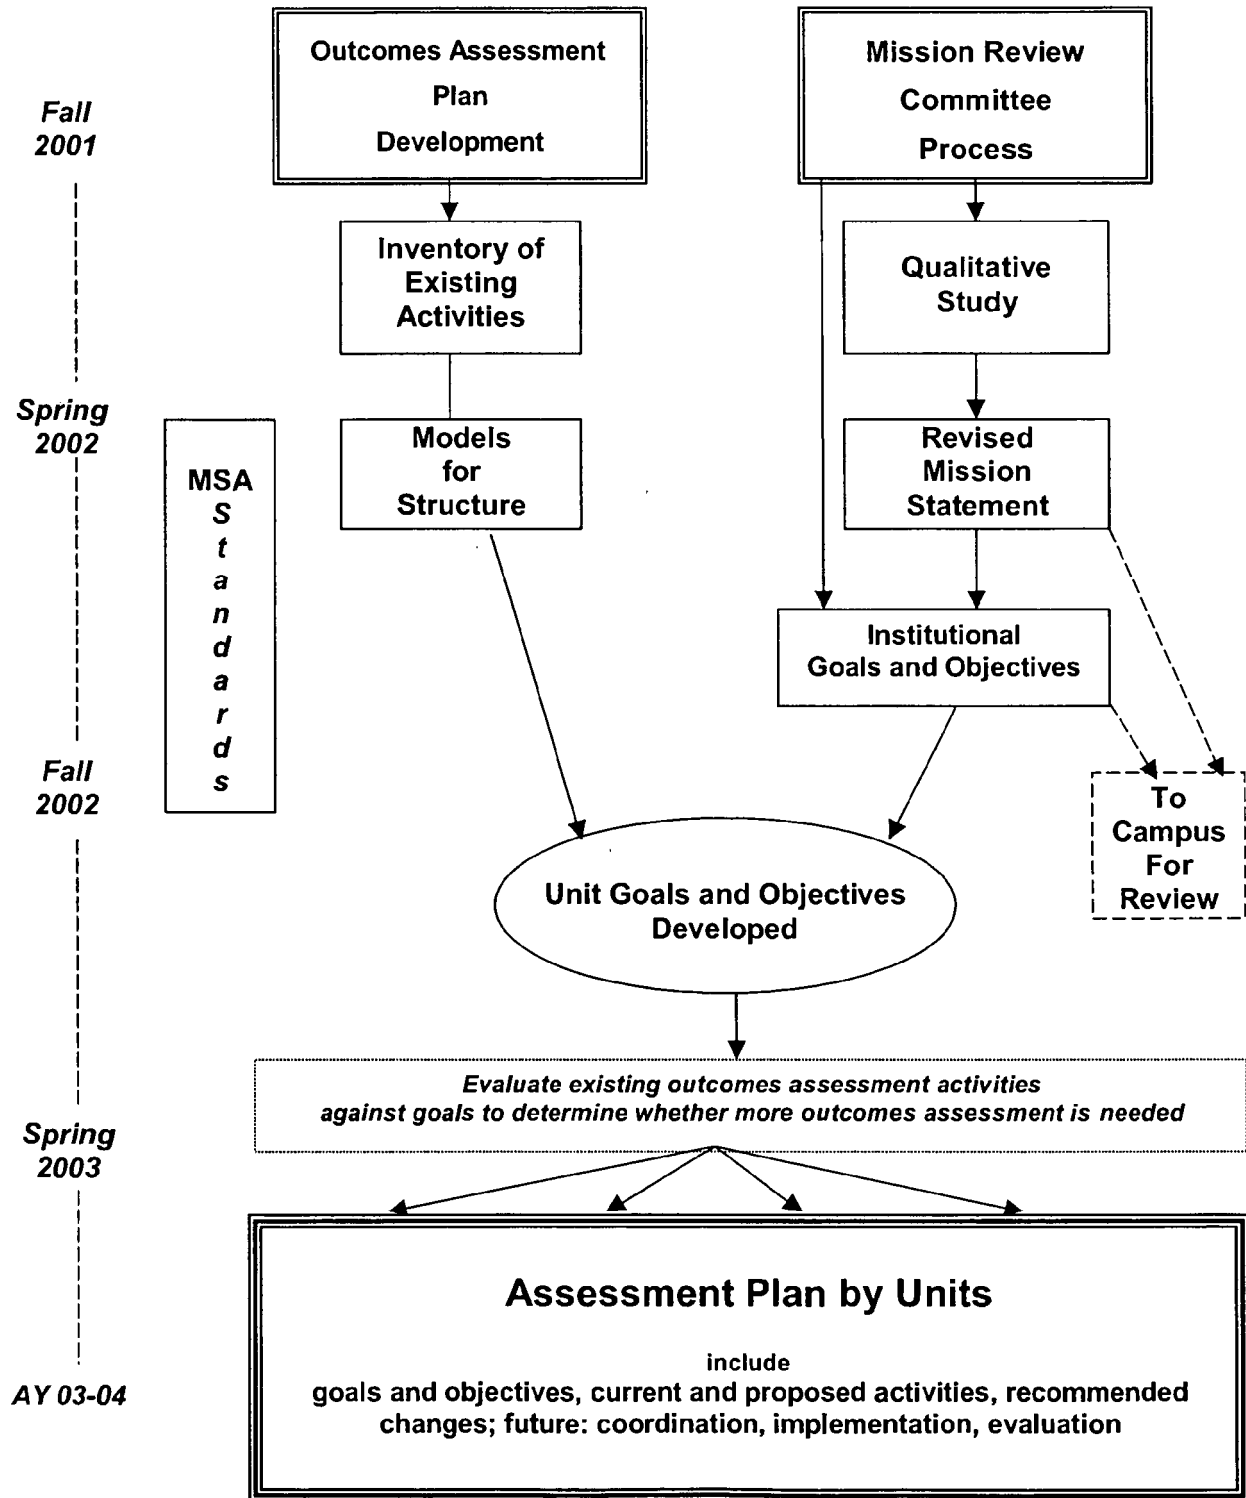 Fall
2001
Outcomes Assessment
Plan
Development
Mission Review
Committee
Process
Inventory of
Existing
Activities
Qualitative
Study
Spring
2002
MSA
S
t
a
n
d
a
r
d
s
Models
for
Structure
Revised
Mission
Statement
Institutional
Goals and Objectives
Fall
2002
To
Campus
For
Review
Unit Goals and Objectives
Developed
Evaluate existing outcomes assessment activities
against goals to determine whether more outcomes assessment is needed
Spring
2003
Assessment Plan by Units
include
goals and objectives, current and proposed activities, recommended
changes; future: coordination, implementation, evaluation
AY 03-04